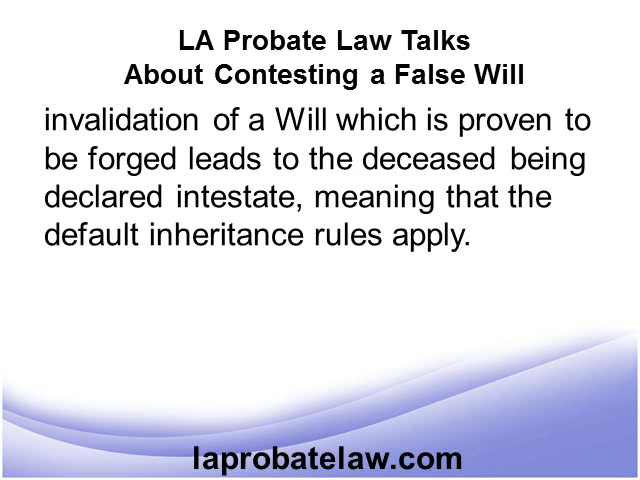 LA Probate Law Talks
About Contesting a False Will
invalidation of a Will which is proven to
be forged leads to the deceased being
declared intestate, meaning that the
default inheritance rules apply.
laprobatelaw.com